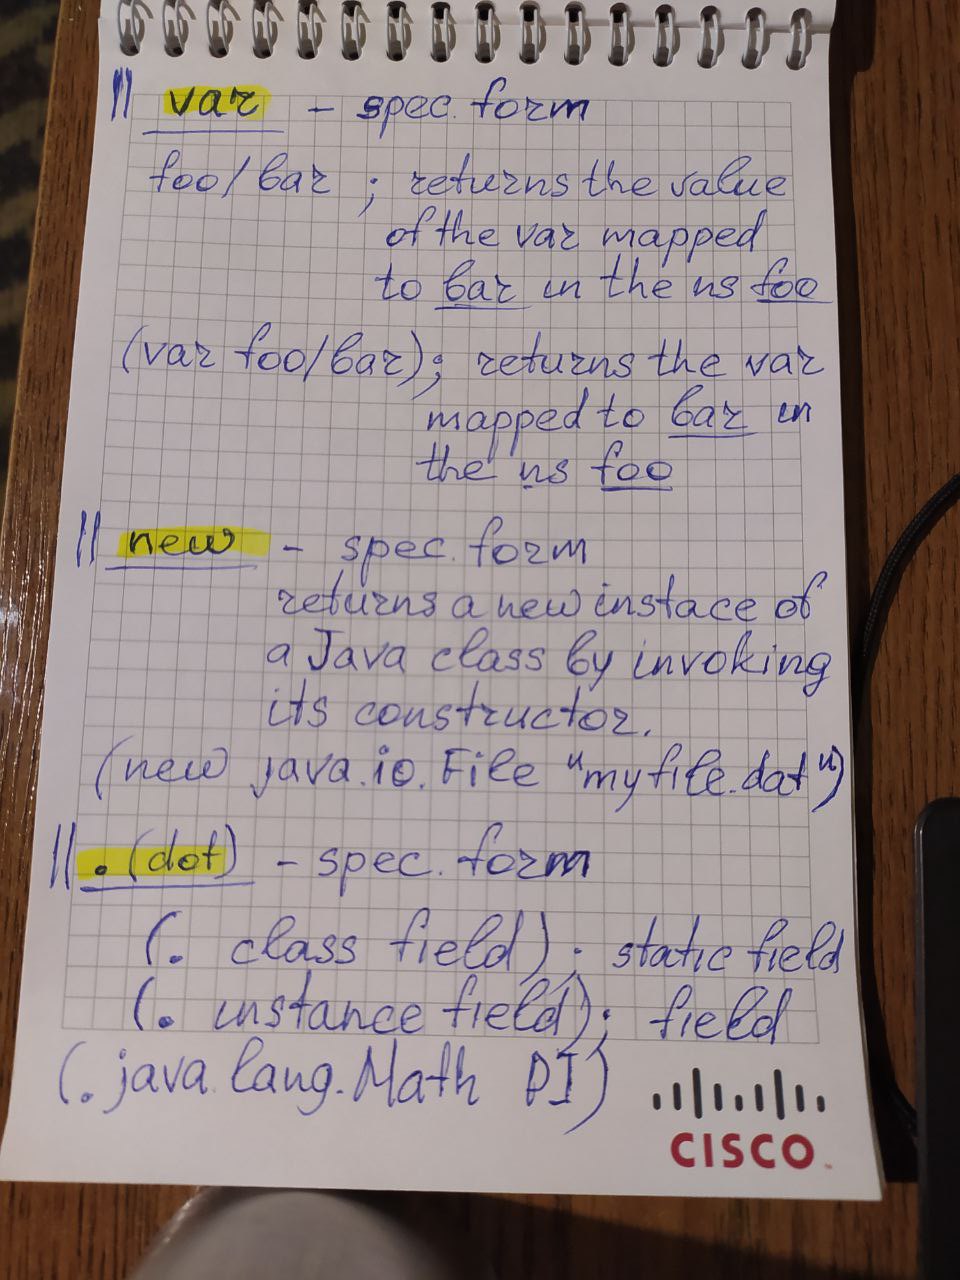 || var - spec. form
foo/bar ; returns the value
of the var mapped
to bar in the ns foo
(var foo/bar); returns the var
mapped to bar in
the ns foo
|| new - spec. form
returns a new instace of
a Java class by invoking
its constructor.
(new java.io.File "myfile.dat")
|| . (dot) - spec. form
(. class field) ; static field
(. instance field); field
(. java.lang.Math PI)
CISCO